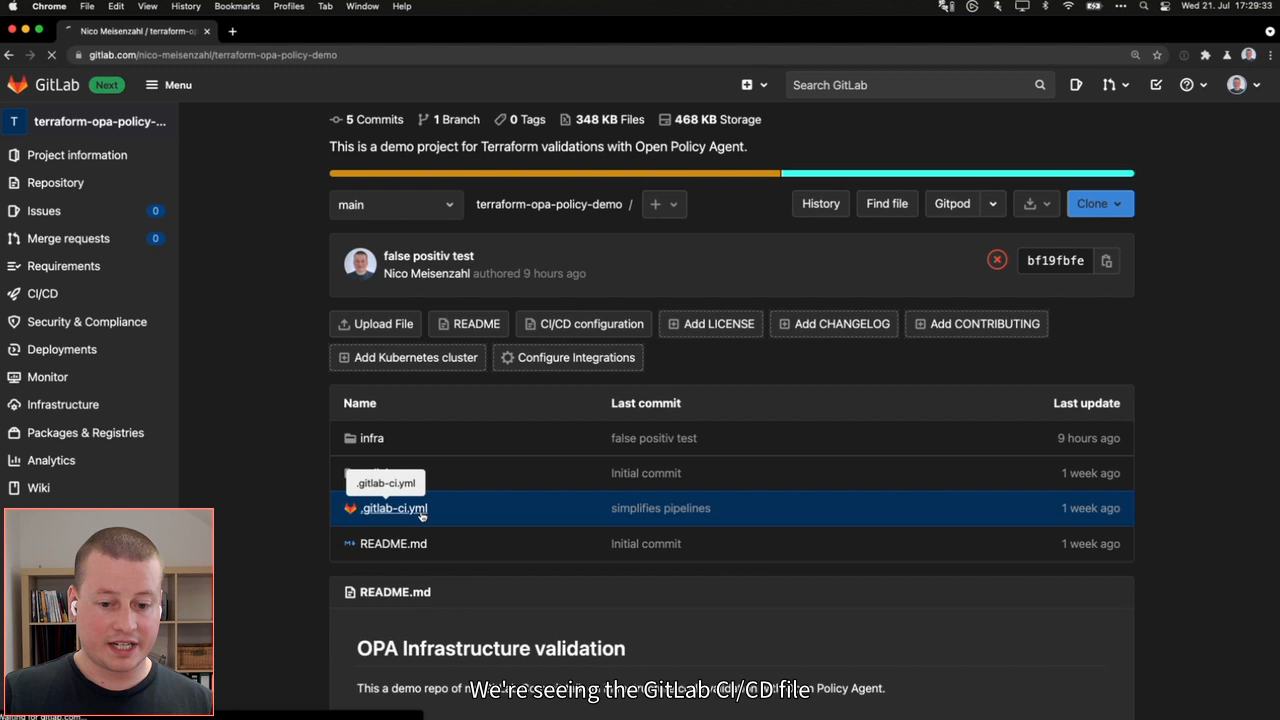 Chrome File Edit View History Bookmarks Profiles Tab Window Help Wed 21. Jul 17:29:33
Nico Meisenzahl / terraform-op
gitlab.com/nico-meisenzahl/terraform-opa-policy-demo
GitLab Next Menu Search GitLab
T terraform-opa-policy-...
Project information
Repository
Issues 0
Merge requests 0
Requirements
CI/CD
Security & Compliance
Deployments
Monitor
Infrastructure
Packages & Registries
Analytics
Wiki
5 Commits 1 Branch 0 Tags 348 KB Files 468 KB Storage
This is a demo project for Terraform validations with Open Policy Agent.
main terraform-opa-policy-demo / + History Find file Gitpod Clone
false positiv test
Nico Meisenzahl authored 9 hours ago
bf19fbfe
Upload File README CI/CD configuration Add LICENSE Add CHANGELOG Add CONTRIBUTING
Add Kubernetes cluster Configure Integrations
Name Last commit Last update
infra false positiv test 9 hours ago
Initial commit 1 week ago
.gitlab-ci.yml
.gitlab-ci.yml simplifies pipelines 1 week ago
README.md Initial commit 1 week ago
README.md
OPA Infrastructure validation
This a demo repo of m
Policy Agent.
We're seeing the GitLab CI/CD file
Waiting for gitlab.com...